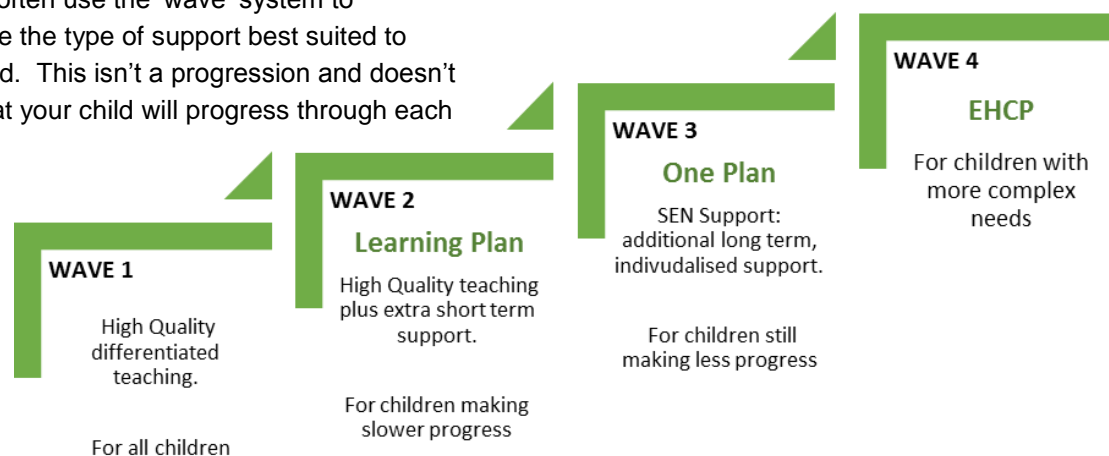 often use the 'wave' system to
the type of support best suited to
This isn't a progression and doesn't
your child will progress through each
WAVE 1
High Quality
differentiated
teaching.
For all children
WAVE 2
Learning Plan
High Quality teaching
plus extra short term
support.
For children making
slower progress
WAVE 3
One Plan
SEN Support:
additional long term,
indivudalised support.
For children still
making less progress
WAVE 4
EHCP
For children with
more complex
needs